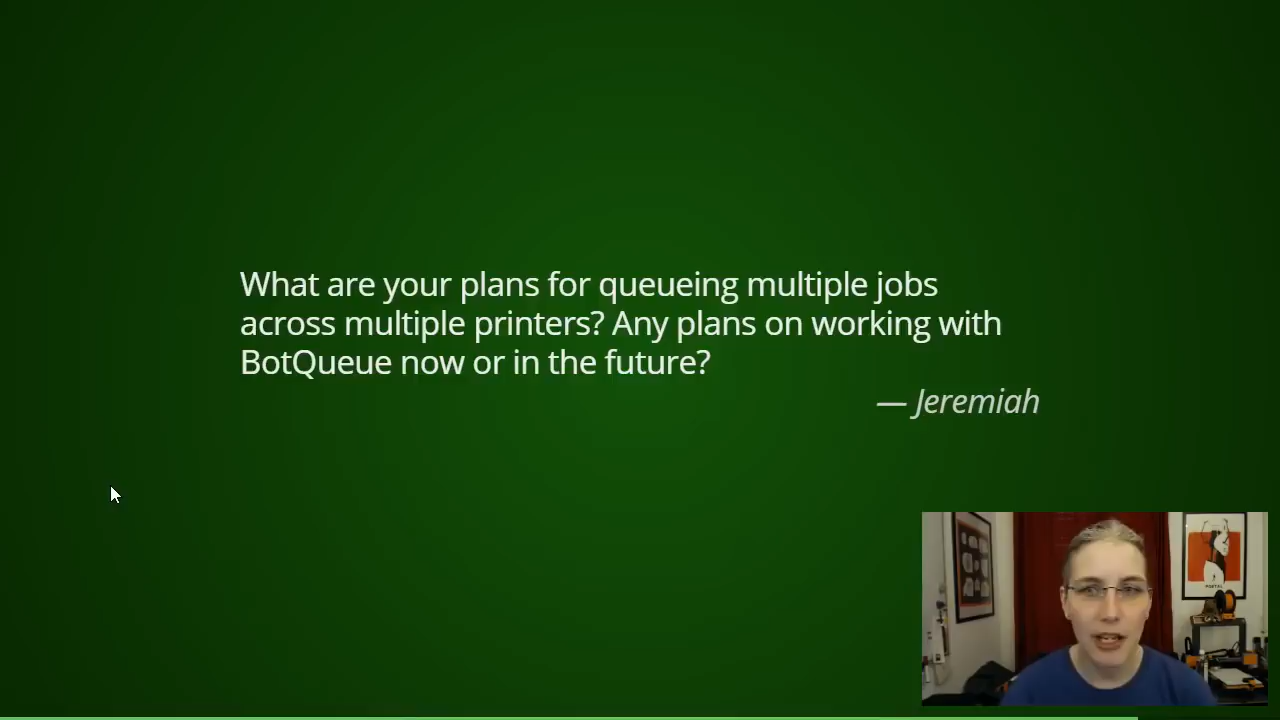 What are your plans for queueing multiple jobs
across multiple printers? Any plans on working with
BotQueue now or in the future?
— Jeremiah
PORTAL